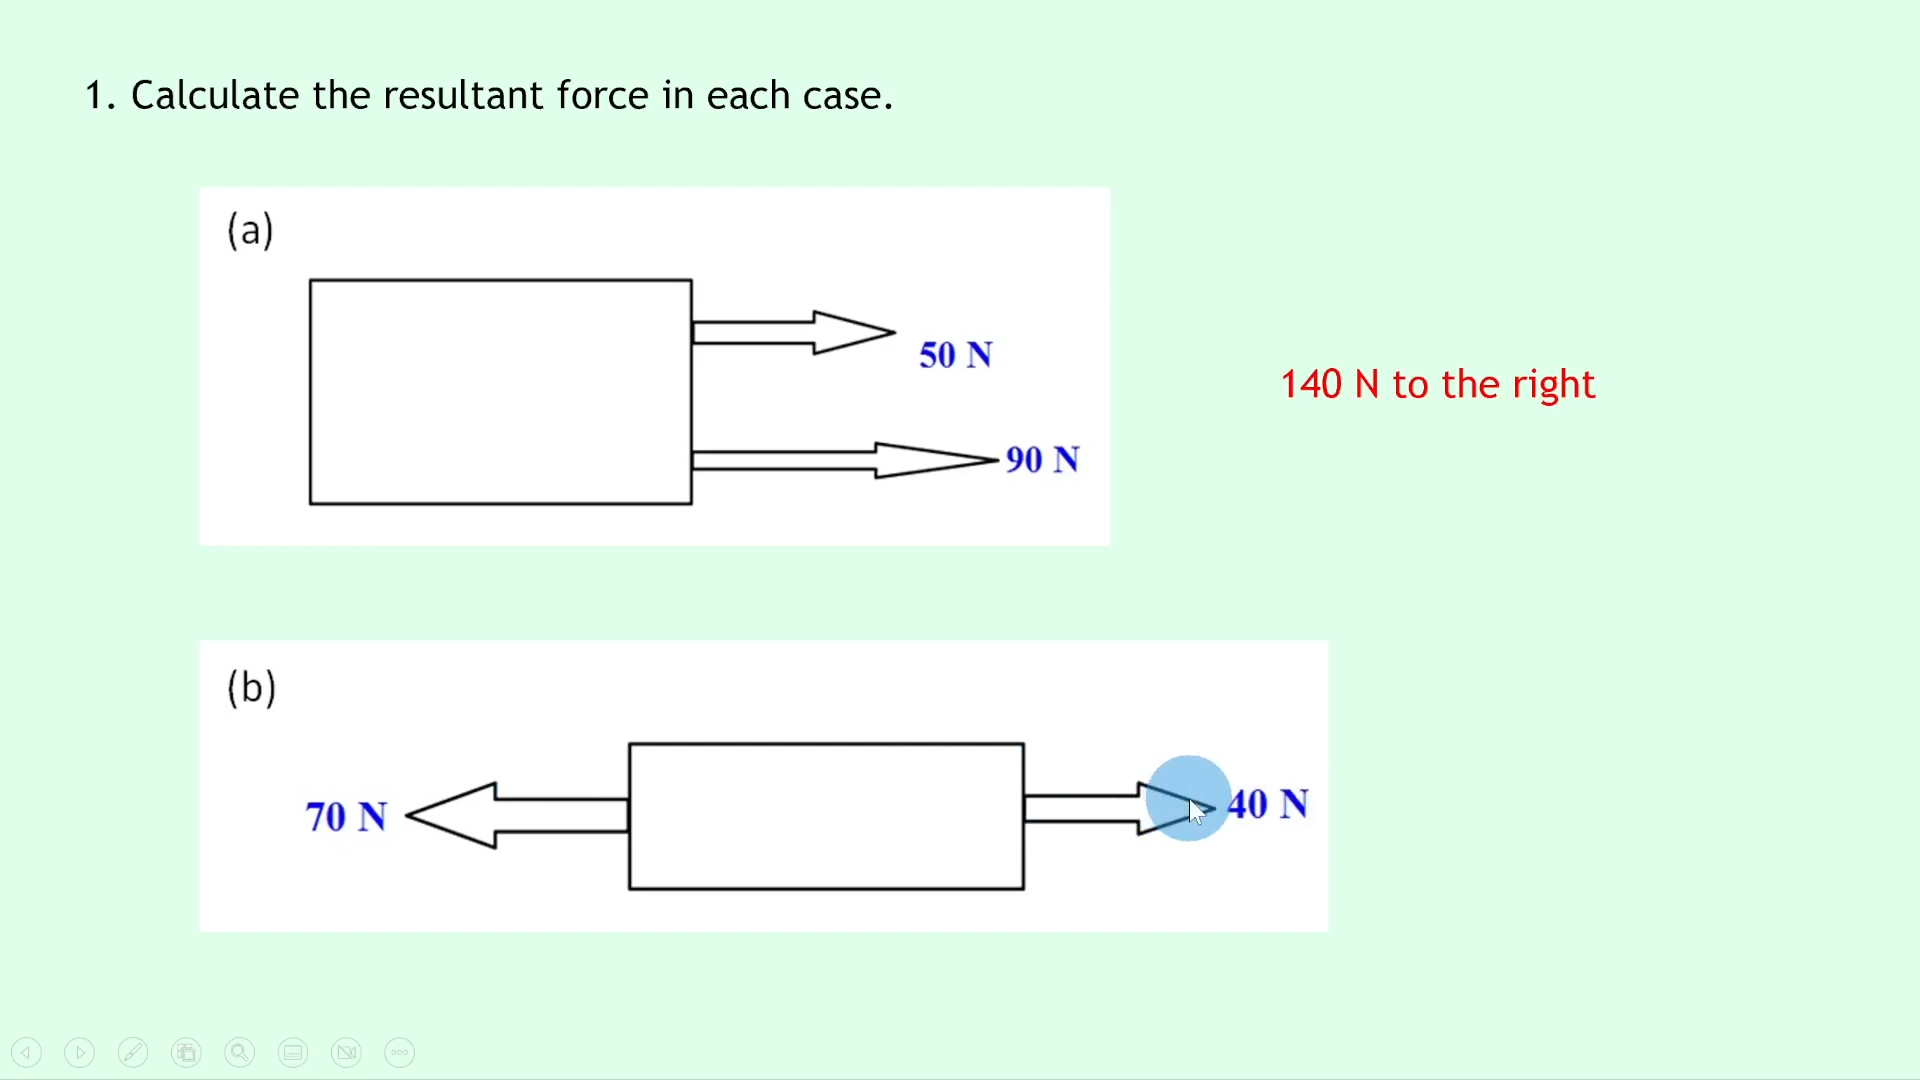 1. Calculate the resultant force in each case.
(a)
50 N
140 N to the right
90 N
(b)
70 N
40 N